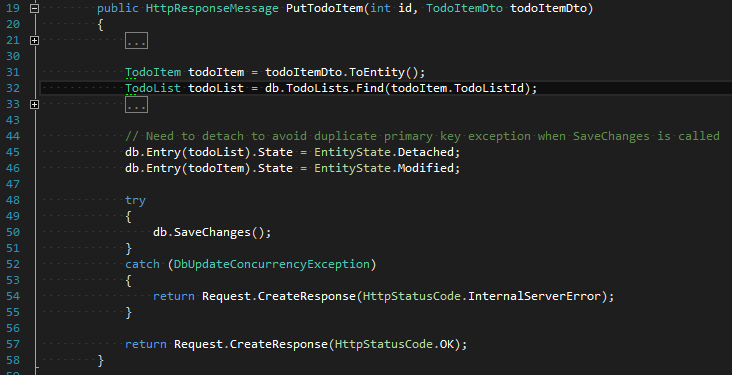 19 public HttpResponseMessage PutTodoItem(int id, TodoItemDto todoItemDto)
20 {
21 ...
30
31 TodoItem todoItem = todoItemDto.ToEntity();
32 TodoList todoList = db.TodoLists.Find(todoItem.TodoListId);
33 ...
43
44 // Need to detach to avoid duplicate primary key exception when SaveChanges is called
45 db.Entry(todoList).State = EntityState.Detached;
46 db.Entry(todoItem).State = EntityState.Modified;
47
48 try
49 {
50 db.SaveChanges();
51 }
52 catch (DbUpdateConcurrencyException)
53 {
54 return Request.CreateResponse(HttpStatusCode.InternalServerError);
55 }
56
57 return Request.CreateResponse(HttpStatusCode.OK);
58 }